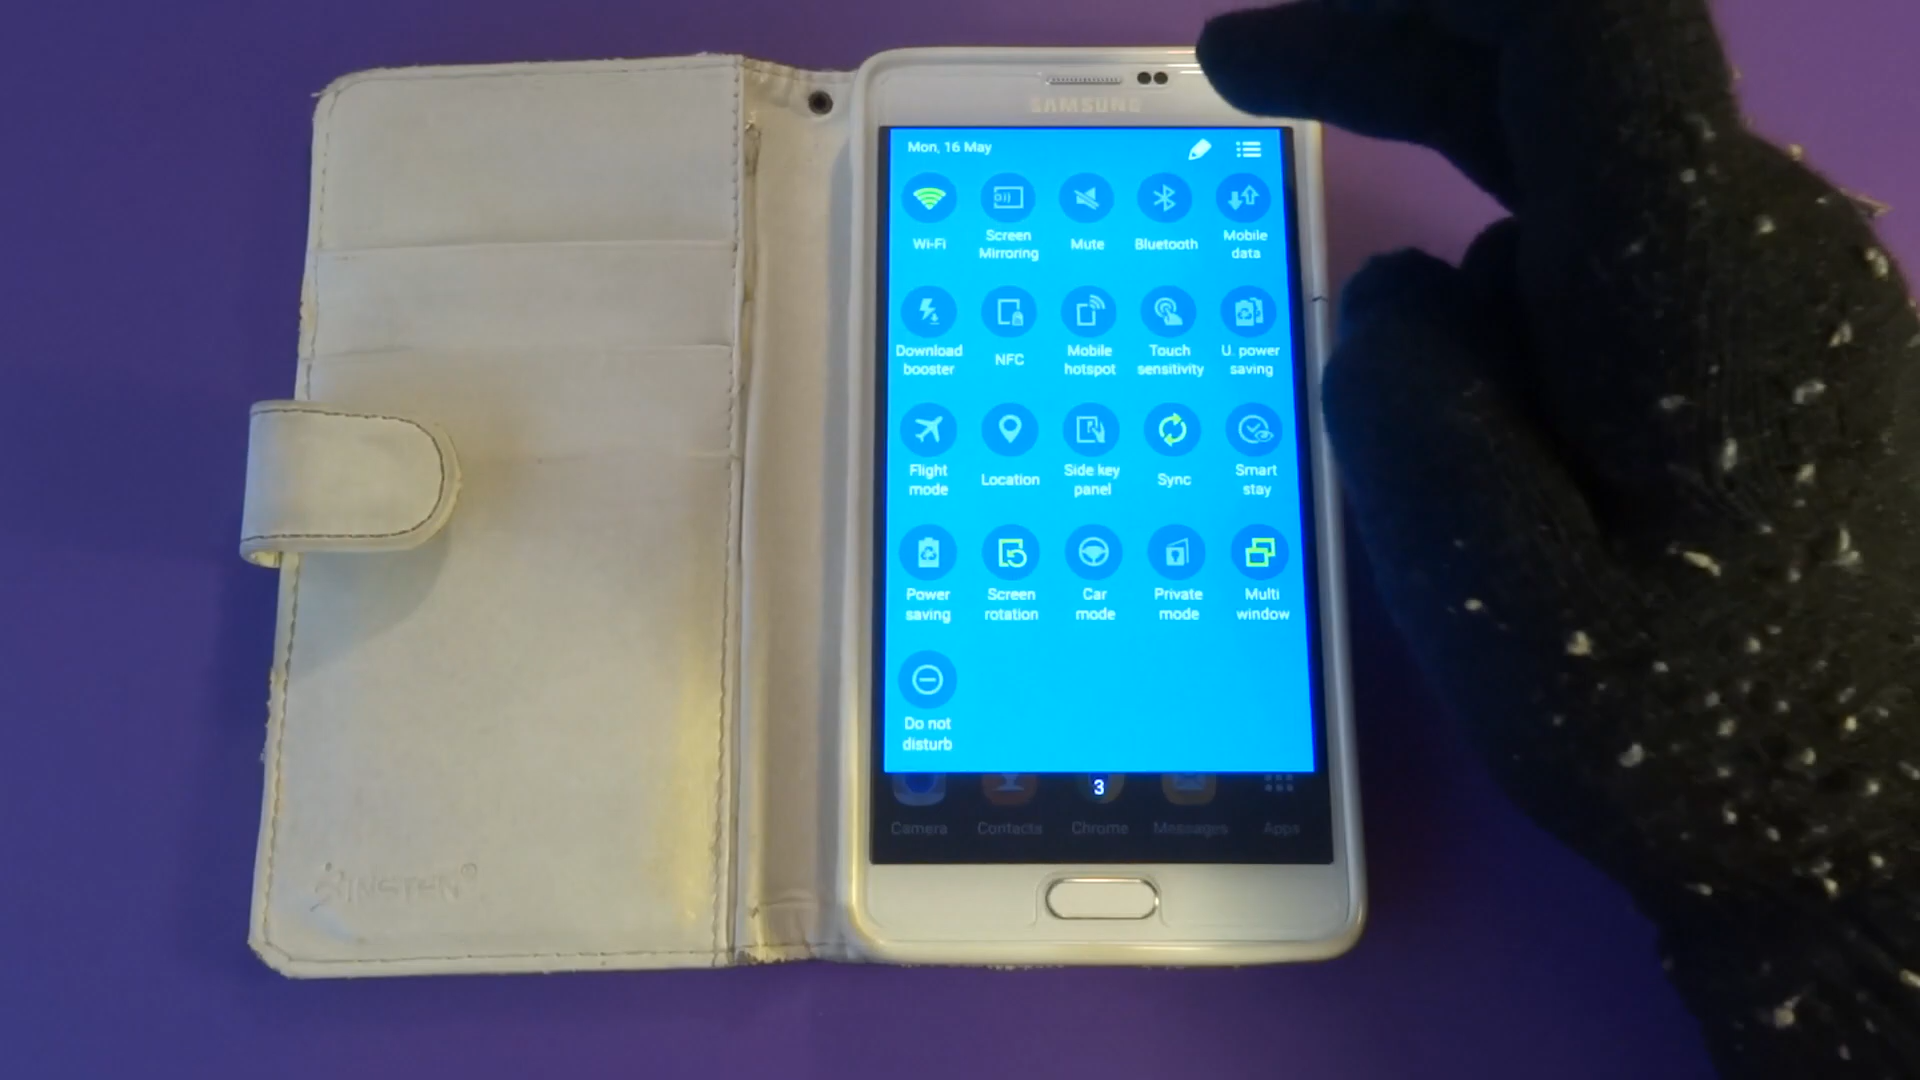 SAMSUNG
Mon, 16 May
Wi-Fi
Screen
Mirroring
Mute
Bluetooth
Mobile
data
Download
booster
NFC
Mobile
hotspot
Touch
sensitivity
U. power
saving
Flight
mode
Location
Side key
panel
Sync
Smart
stay
Power
saving
Screen
rotation
Car
mode
Private
mode
Multi
window
Do not
disturb
3
Camera
Contacts
Chrome
Messages
Apps
INSTEN®